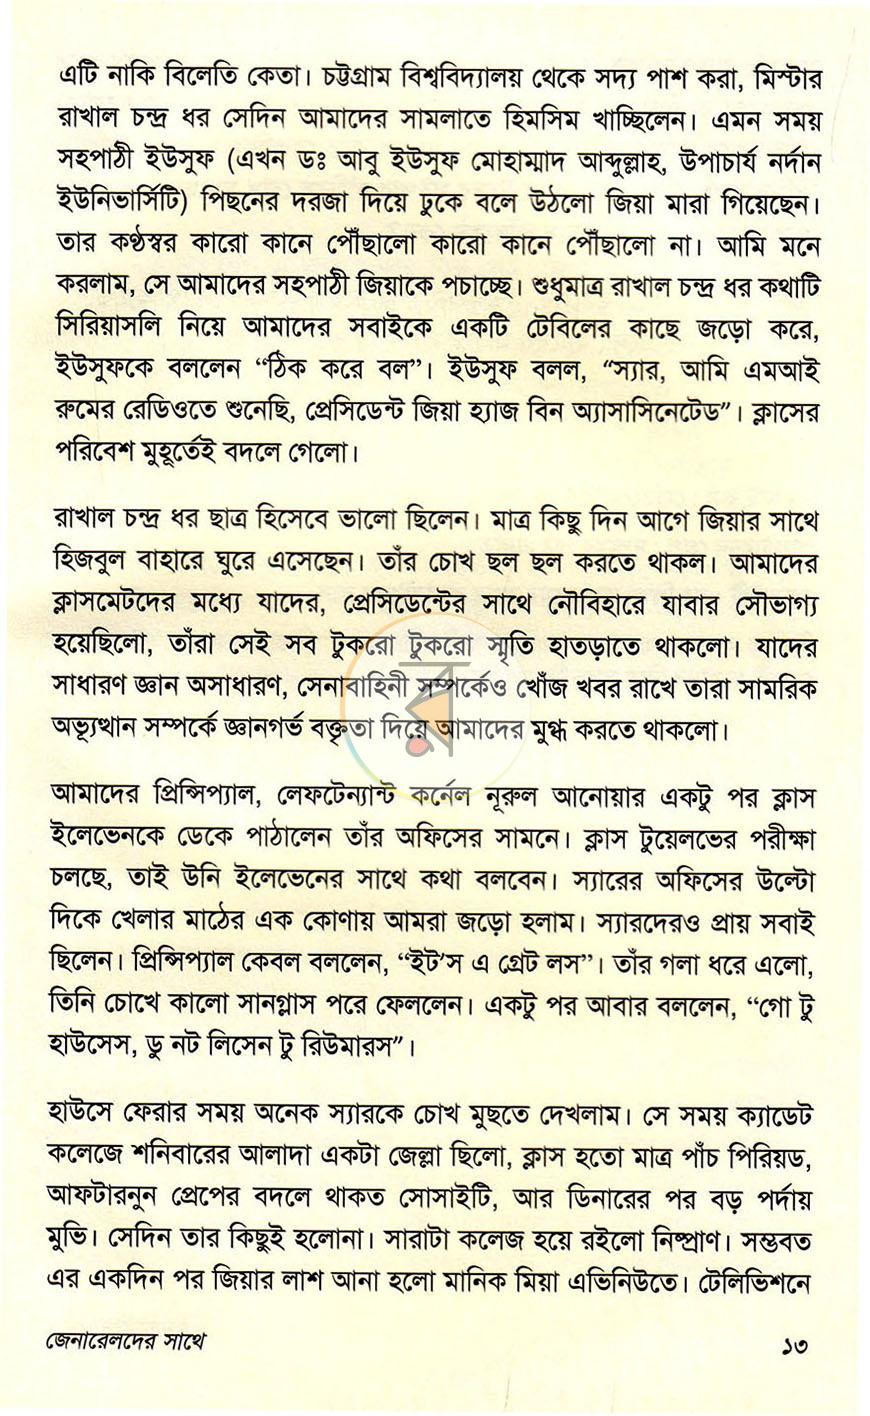 এটি নাকি বিলেতি কেতা। চট্টগ্রাম বিশ্ববিদ্যালয় থেকে সদ্য পাশ করা, মিস্টার
রাখাল চন্দ্র ধর সেদিন আমাদের সামলাতে হিমসিম খাচ্ছিলেন। এমন সময়
সহপাঠী ইউসুফ (এখন ডঃ আবু ইউসুফ মোহাম্মাদ আব্দুল্লাহ, উপাচার্য নর্দান
ইউনিভার্সিটি) পিছনের দরজা দিয়ে ঢুকে বলে উঠলো জিয়া মারা গিয়েছেন।
তার কণ্ঠস্বর কারো কানে পৌঁছালো কারো কানে পৌঁছালো না। আমি মনে
করলাম, সে আমাদের সহপাঠী জিয়াকে পচাচ্ছে। শুধুমাত্র রাখাল চন্দ্র ধর কথাটি
সিরিয়াসলি নিয়ে আমাদের সবাইকে একটি টেবিলের কাছে জড়ো করে,
ইউসুফকে বললেন “ঠিক করে বল”। ইউসুফ বলল, “স্যার, আমি এমআই
রুমের রেডিওতে শুনেছি, প্রেসিডেন্ট জিয়া হ্যাজ বিন অ্যাসাসিনেটেড”। ক্লাসের
পরিবেশ মুহূর্তেই বদলে গেলো।
রাখাল চন্দ্র ধর ছাত্র হিসেবে ভালো ছিলেন। মাত্র কিছু দিন আগে জিয়ার সাথে
হিজবুল বাহারে ঘুরে এসেছেন। তাঁর চোখ ছল ছল করতে থাকল। আমাদের
ক্লাসমেটদের মধ্যে যাদের, প্রেসিডেন্টের সাথে নৌবিহারে যাবার সৌভাগ্য
হয়েছিলো, তাঁরা সেই সব টুকরো টুকরো স্মৃতি হাতড়াতে থাকলো। যাদের
সাধারণ জ্ঞান অসাধারণ, সেনাবাহিনী সম্পর্কেও খোঁজ খবর রাখে তারা সামরিক
অভ্যূত্থান সম্পর্কে জ্ঞানগর্ভ বক্তৃতা দিয়ে আমাদের মুগ্ধ করতে থাকলো।
আমাদের প্রিন্সিপ্যাল, লেফটেন্যান্ট কর্নেল নূরুল আনোয়ার একটু পর ক্লাস
ইলেভেনকে ডেকে পাঠালেন তাঁর অফিসের সামনে। ক্লাস টুয়েলভের পরীক্ষা
চলছে, তাই উনি ইলেভেনের সাথে কথা বলবেন। স্যারের অফিসের উল্টো
দিকে খেলার মাঠের এক কোণায় আমরা জড়ো হলাম। স্যারদেরও প্রায় সবাই
ছিলেন। প্রিন্সিপ্যাল কেবল বললেন, “ইট’স এ গ্রেট লস”। তাঁর গলা ধরে এলো,
তিনি চোখে কালো সানগ্লাস পরে ফেললেন। একটু পর আবার বললেন, “গো টু
হাউসেস, ডু নট লিসেন টু রিউমারস”।
হাউসে ফেরার সময় অনেক স্যারকে চোখ মুছতে দেখলাম। সে সময় ক্যাডেট
কলেজে শনিবারের আলাদা একটা জেল্লা ছিলো, ক্লাস হতো মাত্র পাঁচ পিরিয়ড,
আফটারনুন প্রেপের বদলে থাকত সোসাইটি, আর ডিনারের পর বড় পর্দায়
মুভি। সেদিন তার কিছুই হলোনা। সারাটা কলেজ হয়ে রইলো নিষ্প্রাণ। সম্ভবত
এর একদিন পর জিয়ার লাশ আনা হলো মানিক মিয়া এভিনিউতে। টেলিভিশনে
জেনারেলদের সাথে
১৩